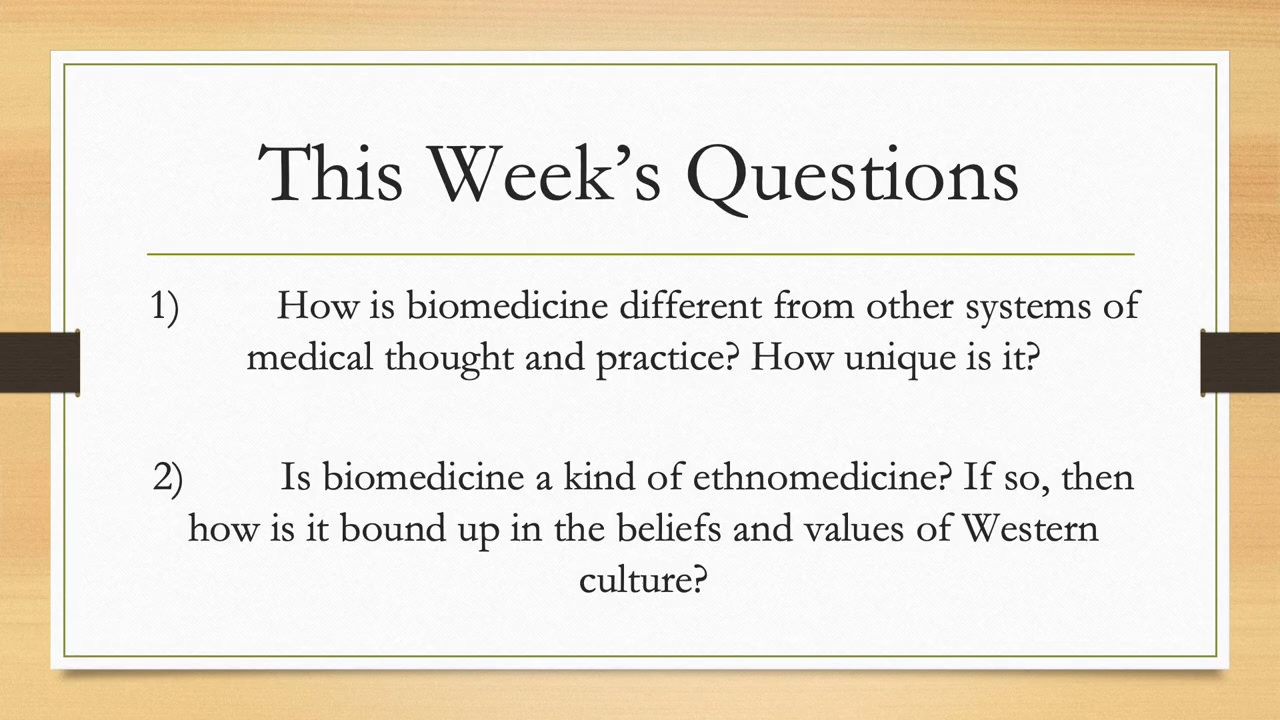 This Week’s Questions
1) How is biomedicine different from other systems of
medical thought and practice? How unique is it?
2) Is biomedicine a kind of ethnomedicine? If so, then
how is it bound up in the beliefs and values of Western
culture?